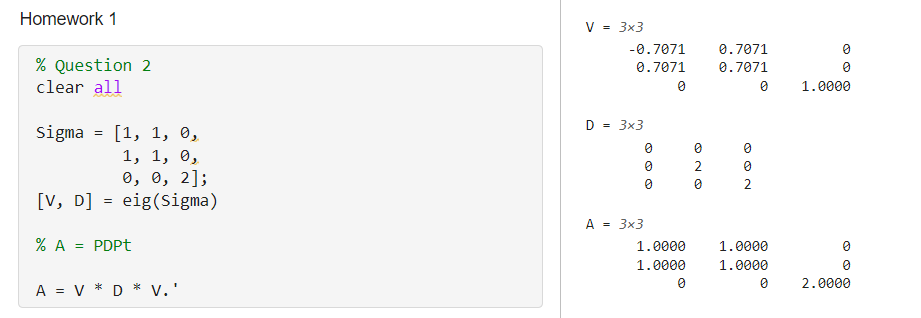 Homework 1
% Question 2
clear all
Sigma = [1, 1, 0,
1, 1, 0,
0, 0, 2];
[V, D] = eig(Sigma)
% A = PDPt
A = V * D * V.'
V = 3×3
-0.7071 0.7071 0
0.7071 0.7071 0
0 0 1.0000
D = 3×3
0 0 0
0 2 0
0 0 2
A = 3×3
1.0000 1.0000 0
1.0000 1.0000 0
0 0 2.0000